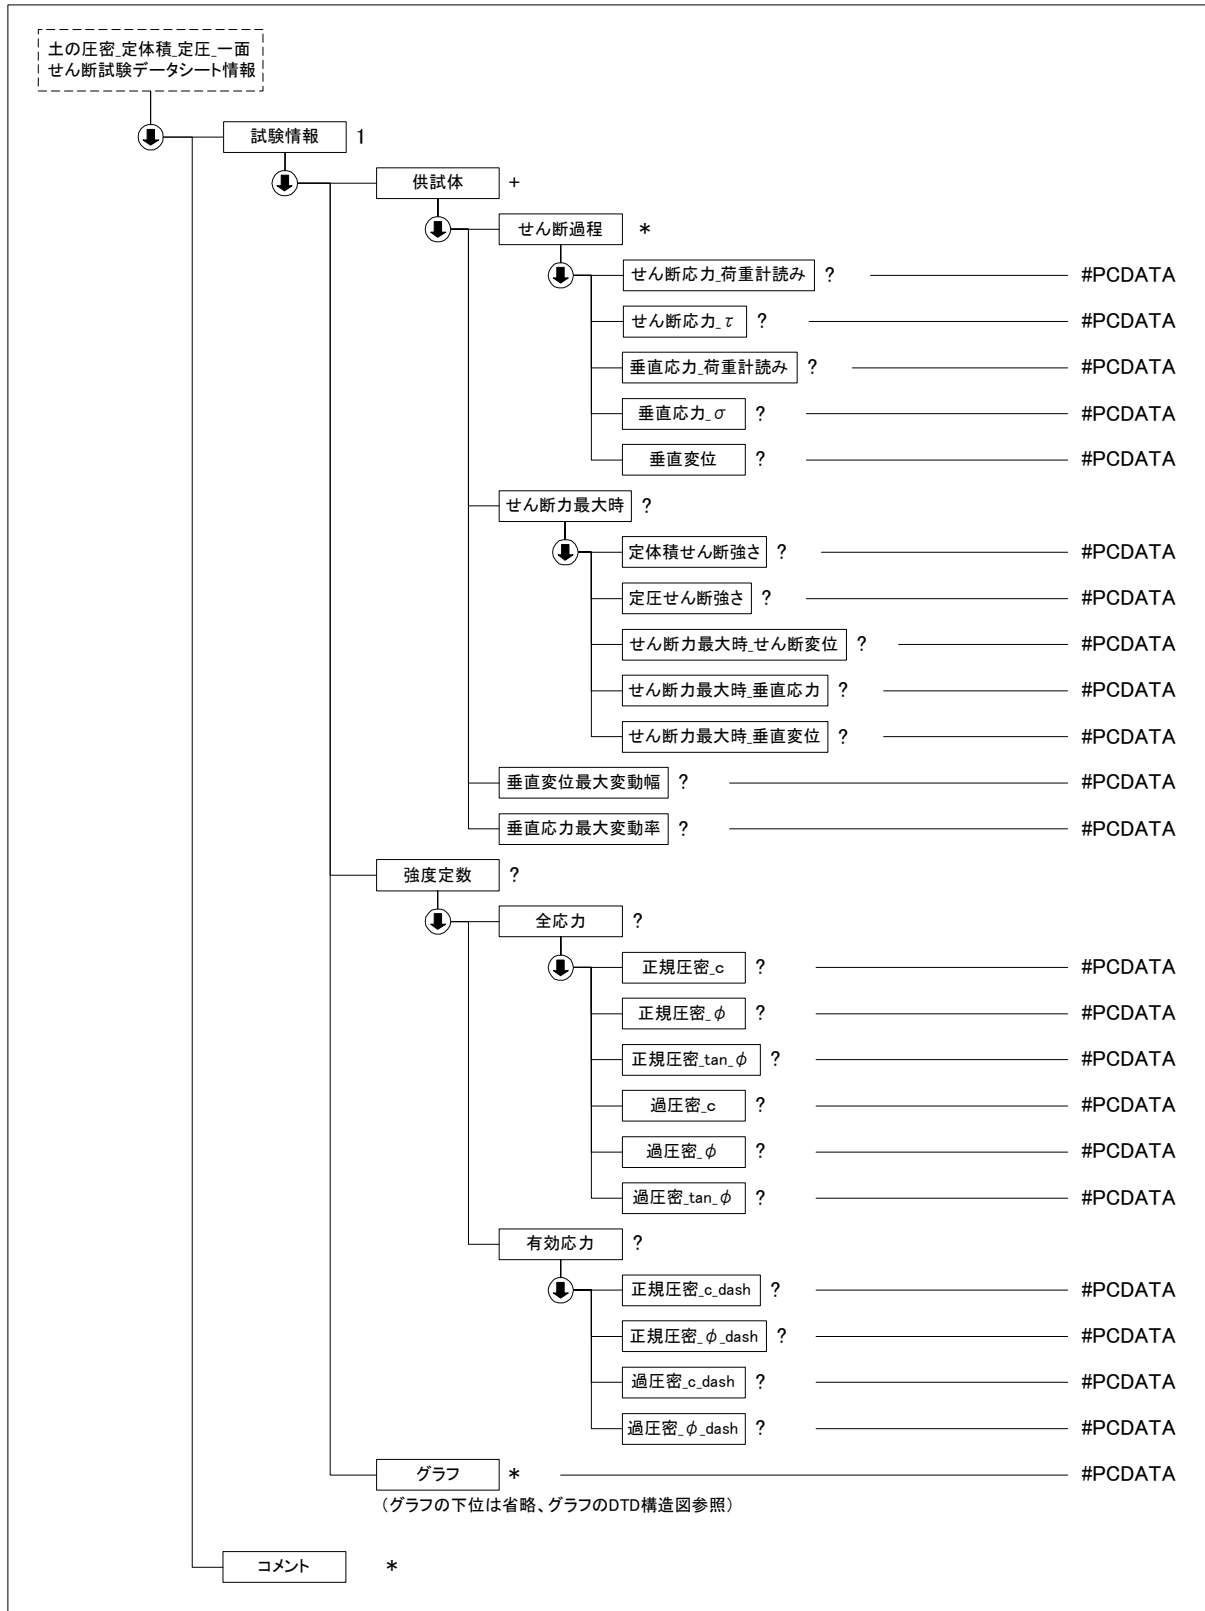 土の圧密_定体積_定圧_一面
せん断試験データシート情報
試験情報 1
供試体 +
せん断過程 *
せん断応力_荷重計読み ? #PCDATA
せん断応力_τ ? #PCDATA
垂直応力_荷重計読み ? #PCDATA
垂直応力_σ ? #PCDATA
垂直変位 ? #PCDATA
せん断力最大時 ?
定体積せん断強さ ? #PCDATA
定圧せん断強さ ? #PCDATA
せん断力最大時_せん断変位 ? #PCDATA
せん断力最大時_垂直応力 ? #PCDATA
せん断力最大時_垂直変位 ? #PCDATA
垂直変位最大変動幅 ? #PCDATA
垂直応力最大変動率 ? #PCDATA
強度定数 ?
全応力 ?
正規圧密_c ? #PCDATA
正規圧密_φ ? #PCDATA
正規圧密_tan_φ ? #PCDATA
過圧密_c ? #PCDATA
過圧密_φ ? #PCDATA
過圧密_tan_φ ? #PCDATA
有効応力 ?
正規圧密_c_dash ? #PCDATA
正規圧密_φ_dash ? #PCDATA
過圧密_c_dash ? #PCDATA
過圧密_φ_dash ? #PCDATA
グラフ * #PCDATA
（グラフの下位は省略、グラフのDTD構造図参照）
コメント *